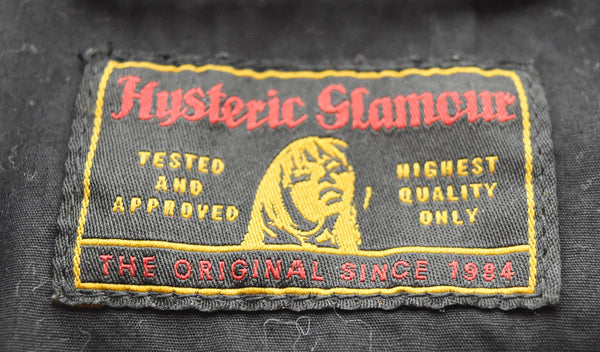 Hysteric Glamour
TESTED
AND
APPROVED
HIGHEST
QUALITY
ONLY
THE ORIGINAL SINCE 1984